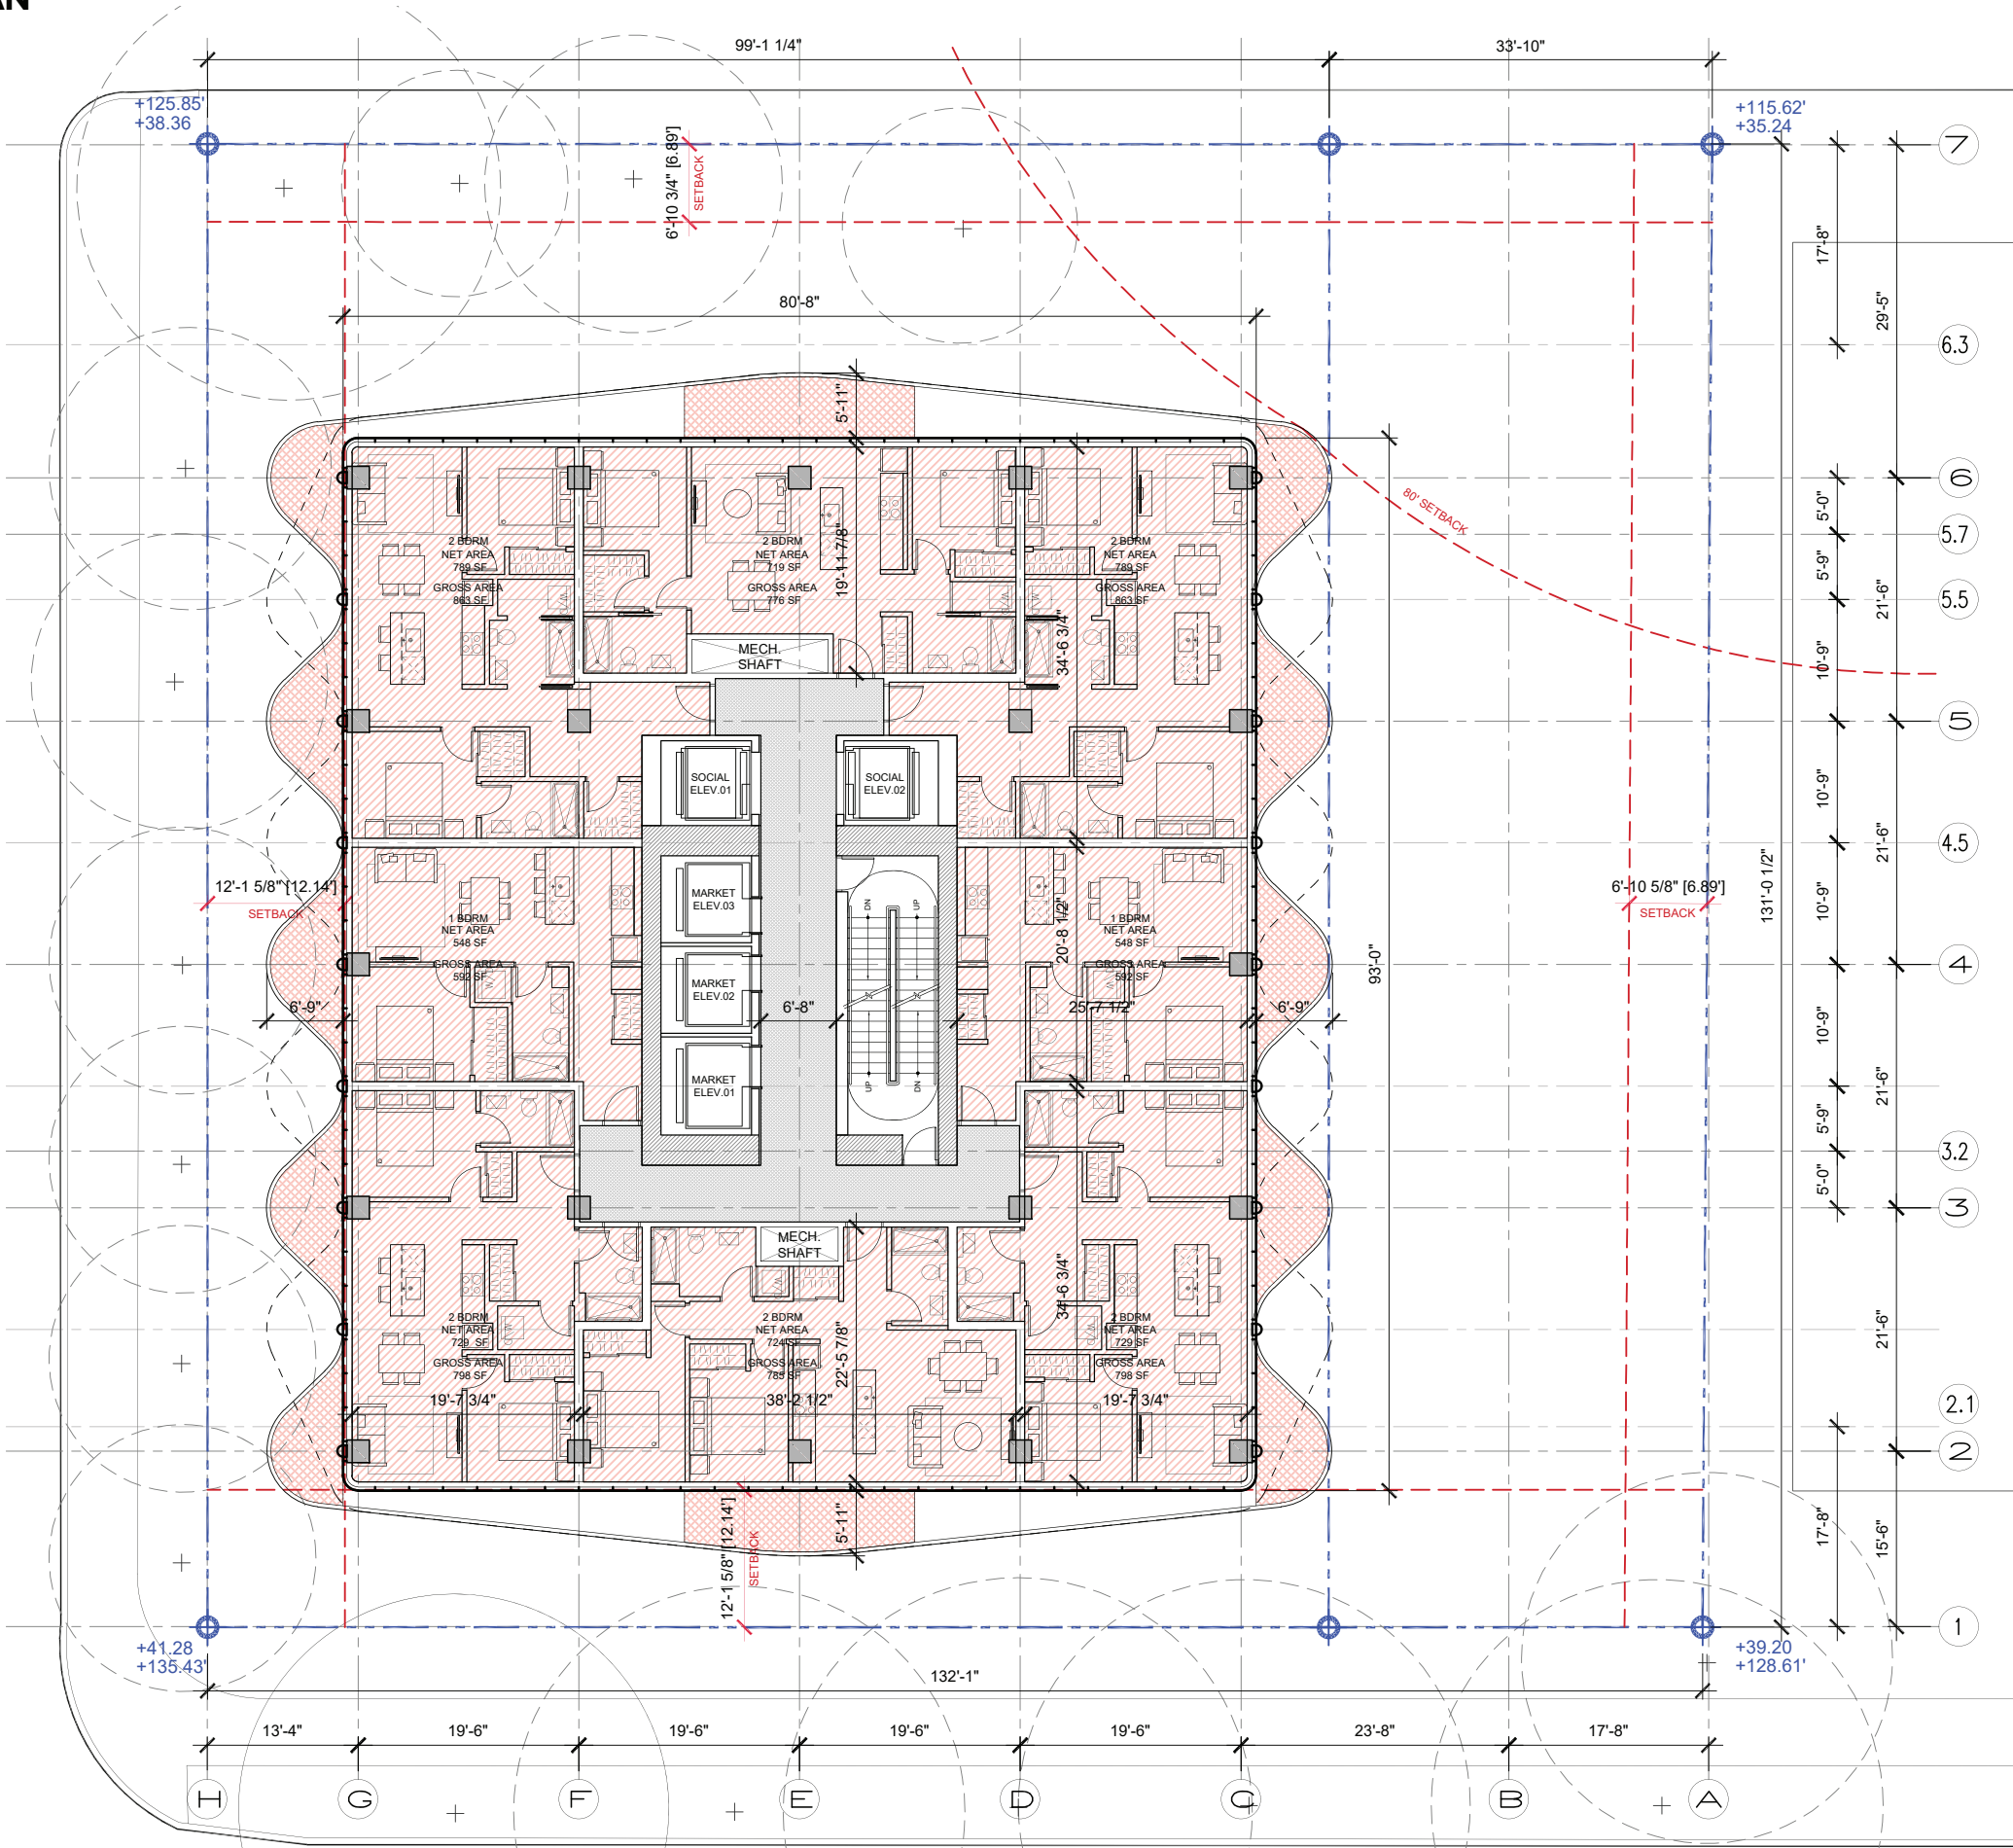 AN
99'-1 1/4"
33'-10"
+125.85'
+38.36
+115.62'
+35.24
6'-10 3/4" [6.89']
SETBACK
7
17'-8"
29'-5"
80'-8"
6.3
5'-11"
80' SETBACK
6
5'-0"
5.7
5'-9"
21'-6"
5.5
10'-9"
5
2 BDRM
NET AREA
789 SF
GROSS AREA
863 SF
2 BDRM
NET AREA
719 SF
GROSS AREA
776 SF
19'-11 7/8"
2 BDRM
NET AREA
789 SF
GROSS AREA
863 SF
34'-6 3/4"
MECH.
SHAFT
SOCIAL
ELEV.01
SOCIAL
ELEV.02
10'-9"
21'-6"
4.5
12'-1 5/8" [12.14']
SETBACK
MARKET
ELEV.03
DN
UP
1 BDRM
NET AREA
548 SF
GROSS AREA
592 SF
20'-8 1/2"
1 BDRM
NET AREA
548 SF
GROSS AREA
592 SF
6'-10 5/8" [6.89']
SETBACK
131'-0 1/2"
93'-0"
10'-9"
4
MARKET
ELEV.02
6'-9"
6'-8"
25'-7 1/2"
6'-9"
10'-9"
21'-6"
MARKET
ELEV.01
UP
DN
5'-9"
3.2
5'-0"
3
MECH.
SHAFT
34'-6 3/4"
2 BDRM
NET AREA
729 SF
GROSS AREA
798 SF
2 BDRM
NET AREA
724 SF
GROSS AREA
785 SF
22'-5 7/8"
2 BDRM
NET AREA
729 SF
GROSS AREA
798 SF
21'-6"
19'-7 3/4"
38'-2 1/2"
19'-7 3/4"
2.1
2
12'-1 5/8" [12.14']
SETBACK
5'-11"
17'-8"
15'-6"
1
+41.28
+135.43'
+39.20
+128.61'
132'-1"
13'-4"
19'-6"
19'-6"
19'-6"
19'-6"
23'-8"
17'-8"
H
G
F
E
D
C
B
A